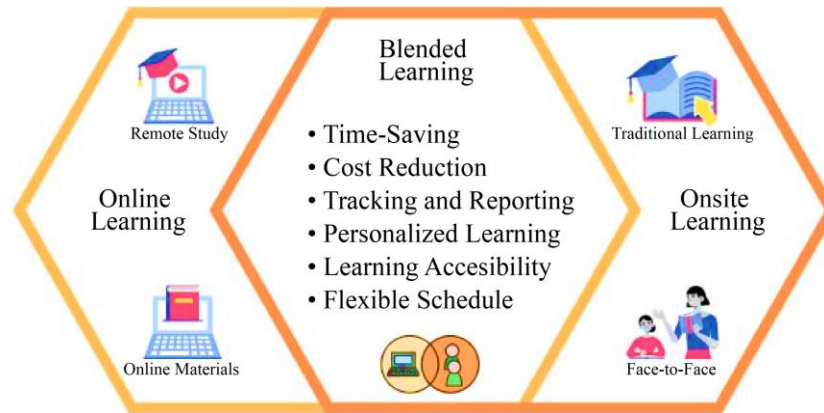 Remote Study
Online
Learning
Online Materials
Blended
Learning
• Time-Saving
• Cost Reduction
• Tracking and Reporting
• Personalized Learning
• Learning Accesibility
• Flexible Schedule
Traditional Learning
Onsite
Learning
Face-to-Face